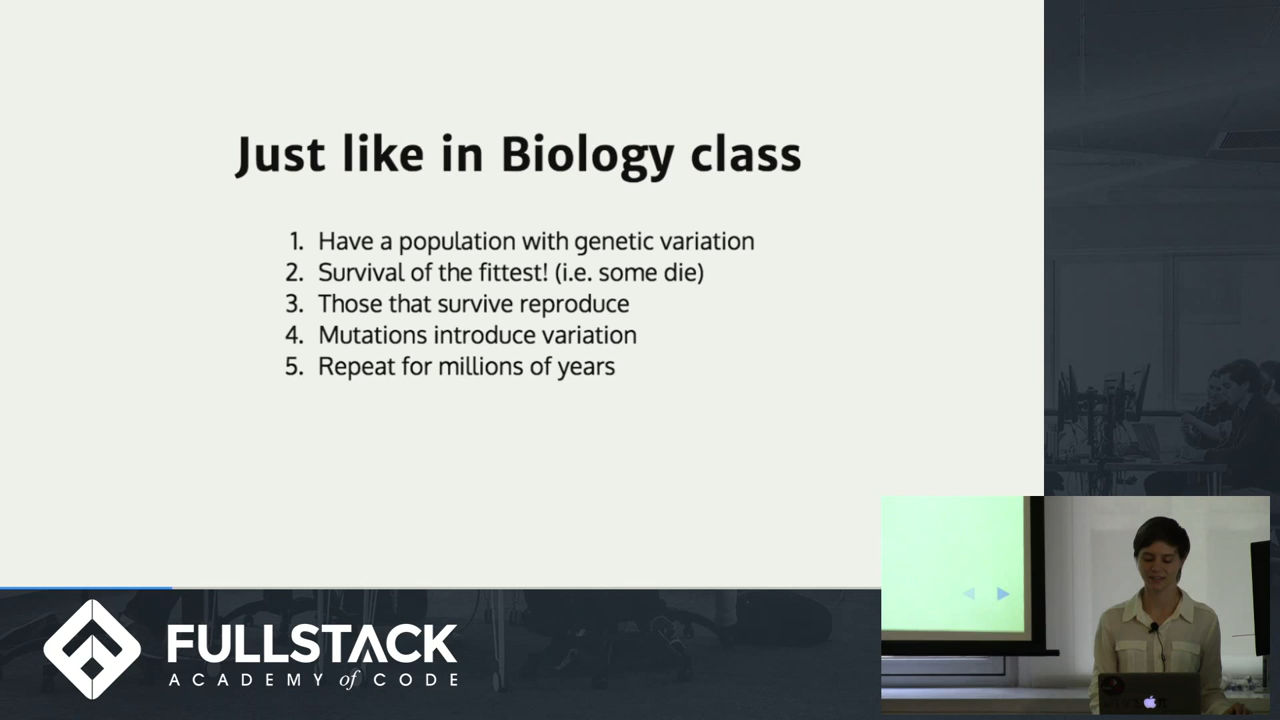 Just like in Biology class
1. Have a population with genetic variation
2. Survival of the fittest! (i.e. some die)
3. Those that survive reproduce
4. Mutations introduce variation
5. Repeat for millions of years
FULLSTACK
ACADEMY of CODE